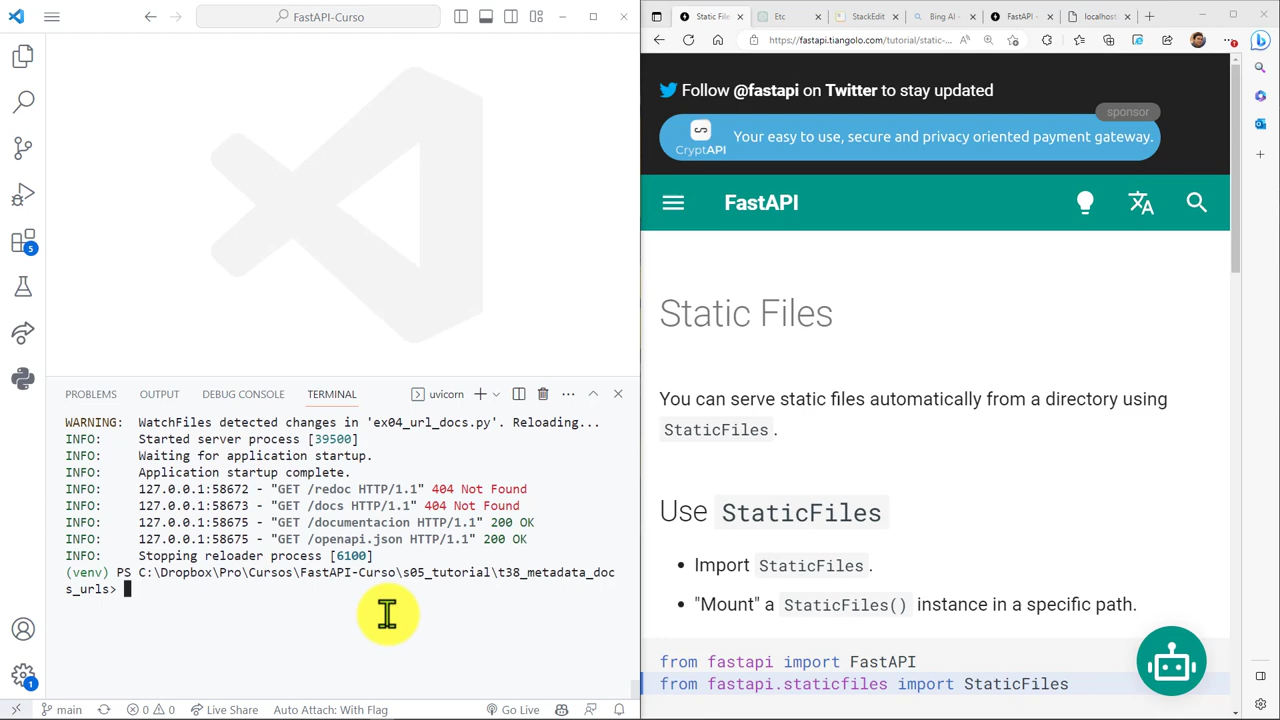 FastAPI-Curso
PROBLEMS OUTPUT DEBUG CONSOLE TERMINAL uvicorn
WARNING: WatchFiles detected changes in 'ex04_url_docs.py'. Reloading...
INFO: Started server process [39500]
INFO: Waiting for application startup.
INFO: Application startup complete.
INFO: 127.0.0.1:58672 - "GET /redoc HTTP/1.1" 404 Not Found
INFO: 127.0.0.1:58673 - "GET /docs HTTP/1.1" 404 Not Found
INFO: 127.0.0.1:58675 - "GET /documentacion HTTP/1.1" 200 OK
INFO: 127.0.0.1:58675 - "GET /openapi.json HTTP/1.1" 200 OK
INFO: Stopping reloader process [6100]
(venv) PS C:\Dropbox\Pro\Cursos\FastAPI-Curso\s05_tutorial\t38_metadata_doc
s_urls>
5
1
main 0 0 Live Share Auto Attach: With Flag Go Live
Static File Etc StackEdit Bing AI - FastAPI - localhost
https://fastapi.tiangolo.com/tutorial/static-...
Follow @fastapi on Twitter to stay updated
sponsor
CryptAPI
Your easy to use, secure and privacy oriented payment gateway.
FastAPI
Static Files
You can serve static files automatically from a directory using
StaticFiles.
Use StaticFiles
• Import StaticFiles.
• "Mount" a StaticFiles() instance in a specific path.
from fastapi import FastAPI
from fastapi.staticfiles import StaticFiles